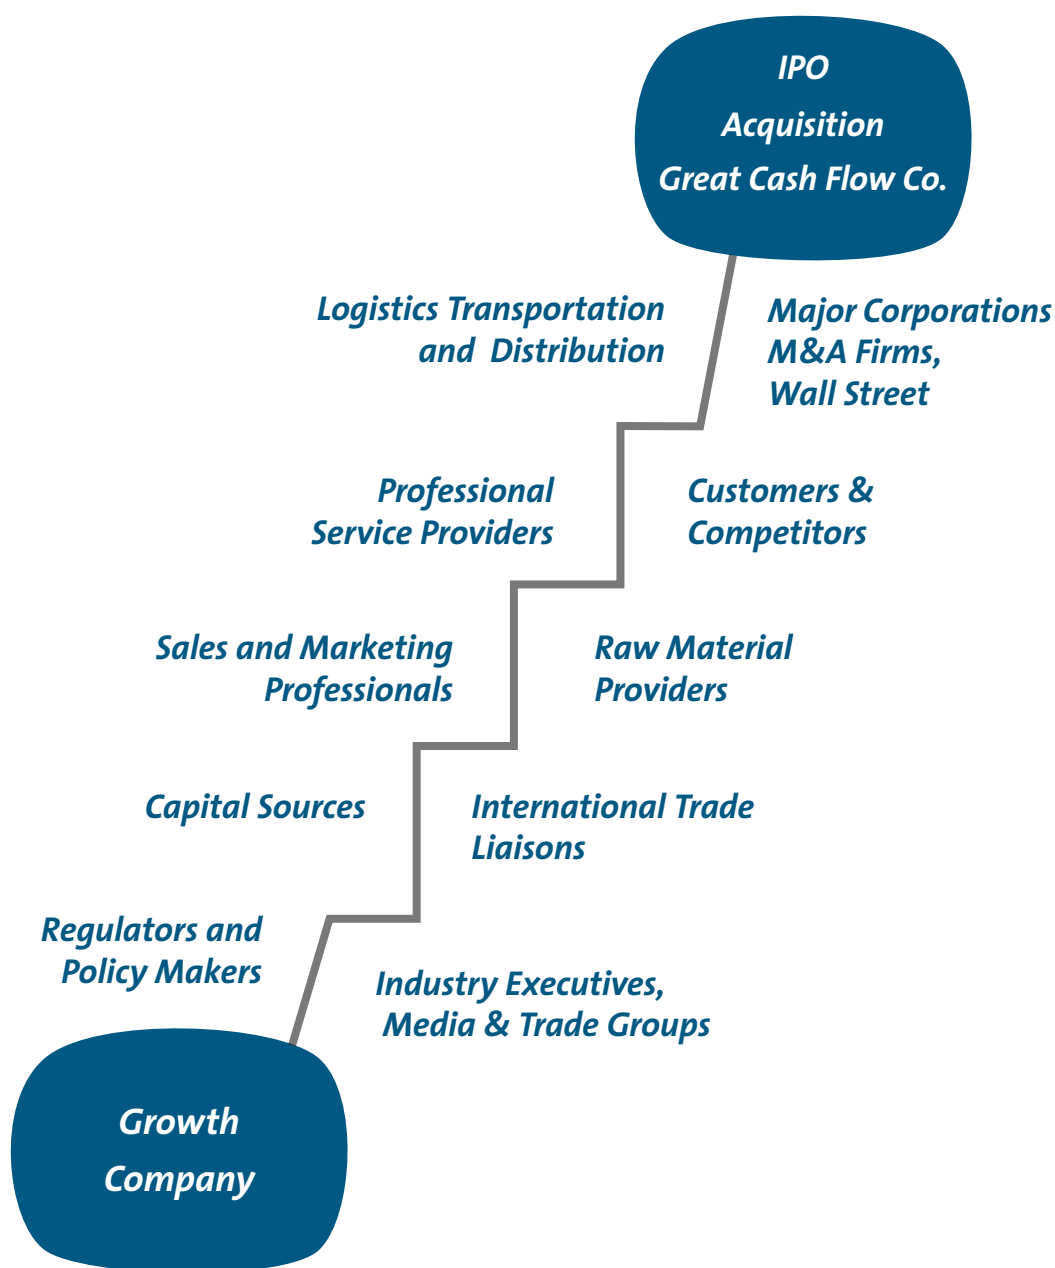 IPO
Acquisition
Great Cash Flow Co.
Logistics Transportation
and Distribution
Major Corporations
M&A Firms,
Wall Street
Professional
Service Providers
Customers &
Competitors
Sales and Marketing
Professionals
Raw Material
Providers
Capital Sources
International Trade
Liaisons
Regulators and
Policy Makers
Industry Executives,
Media & Trade Groups
Growth
Company